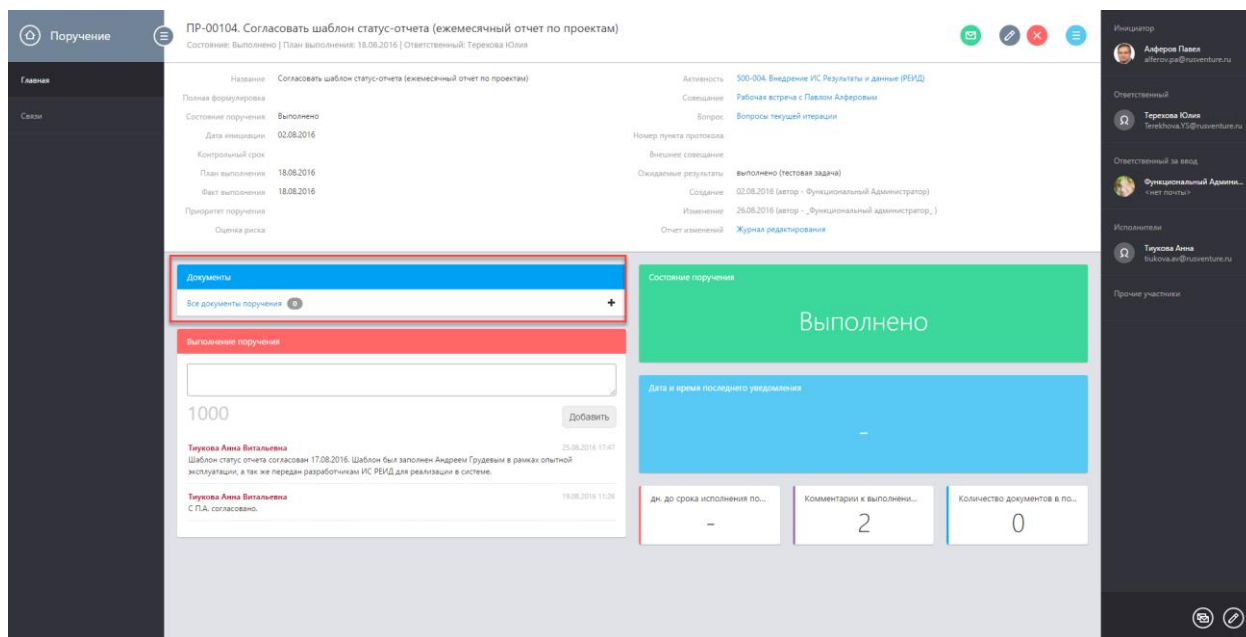 Поручение
Главная
Связи
ПР-00104. Согласовать шаблон статус-отчета (ежемесячный отчет по проектам)
Состояние: Выполнено | План выполнения: 18.08.2016 | Ответственный: Терехова Юлия
Название Согласовать шаблон статус-отчета (ежемесячный отчет по проектам)
Полная формулировка
Состояние поручения Выполнено
Дата инициации 02.08.2016
Контрольный срок
План выполнения 18.08.2016
Факт выполнения 18.08.2016
Приоритет поручения
Оценка риска
Активность 500-004. Внедрение ИС Результаты и данные (РЕИД)
Совещание Рабочая встреча с Павлом Алферовым
Вопрос Вопросы текущей итерации
Номер пункта протокола
Внешнее совещание
Ожидаемые результаты выполнено (тестовая задача)
Создание 02.08.2016 (автор - Функциональный Администратор)
Изменение 26.08.2016 (автор - _Функциональный администратор_ )
Отчет изменений Журнал редактирования
Документы
Все документы поручения 0 +
Выполнение поручения
1000 Добавить
Тиукова Анна Витальевна 25.08.2016 17:47
Шаблон статус отчета согласован 17.08.2016. Шаблон был заполнен Андреем Грудевым в рамках опытной
эксплуатации, а так же передан разработчикам ИС РЕИД для реализации в системе.
Тиукова Анна Витальевна 19.08.2016 11:26
С П.А. согласовано.
Состояние поручения
Выполнено
Дата и время последнего уведомления
-
дн. до срока исполнения по...
-
Комментарии к выполнени...
2
Количество документов в по...
0
Инициатор
Алферов Павел
alferov.pa@rusventure.ru
Ответственный
Терехова Юлия
Terekhova.YS@rusventure.ru
Ответственный за ввод
Функциональный Админи...
<нет почты>
Исполнители
Тиукова Анна
tiukova.av@rusventure.ru
Прочие участники